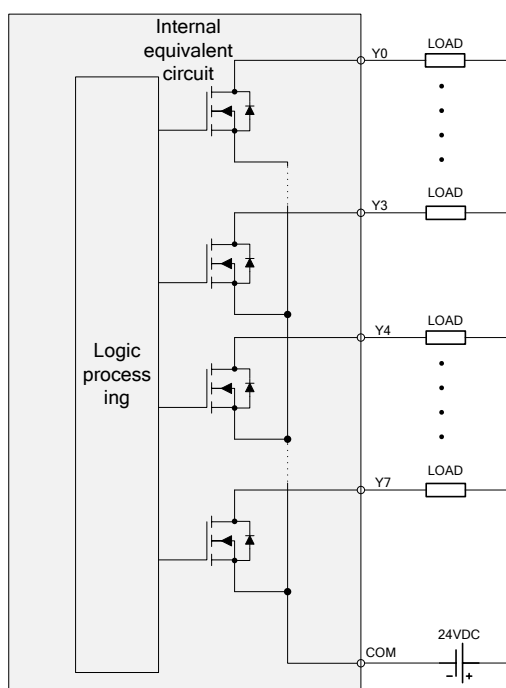 Internal
equivalent
circuit
Y0
LOAD
Y3
LOAD
Logic
process
ing
Y4
LOAD
Y7
LOAD
COM
24VDC
- +